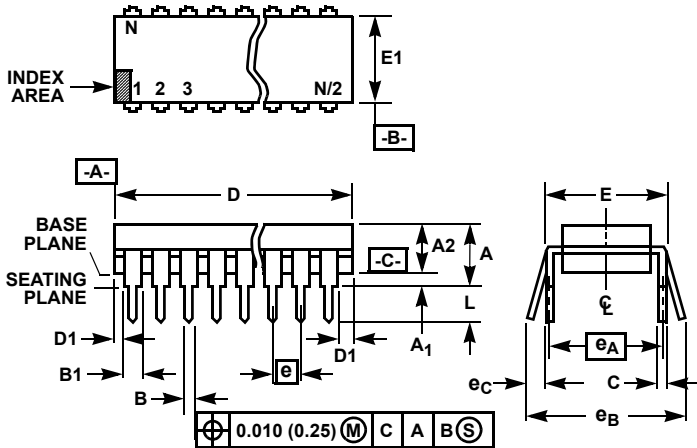 N
E1
INDEX
AREA
1 2 3 N/2
-B-
-A-
D
E
BASE
PLANE
A2
A
-C-
SEATING
PLANE
L
C
L
D1
A1
D1
eA
B1
e
eC
C
B
eB
0.010 (0.25) M C A B S